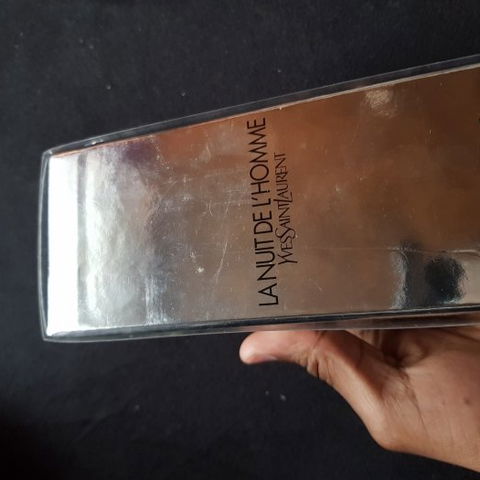 LA NUIT DE L'HOMME
YVESSAINTLAURENT